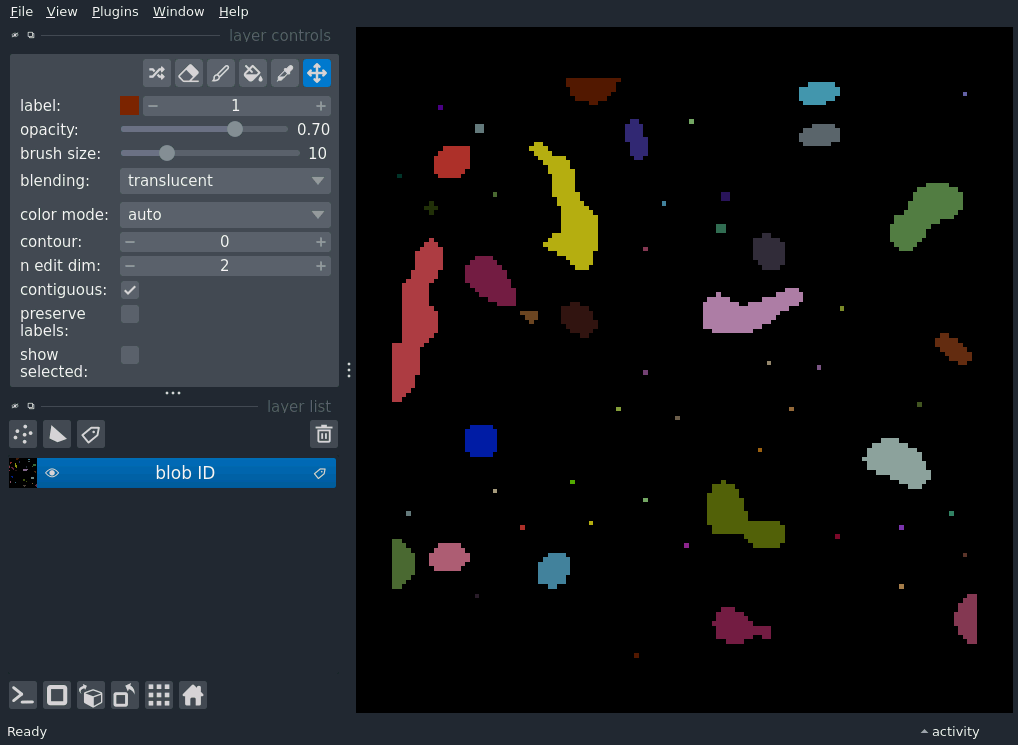 File View Plugins Window Help
layer controls
label: 1
opacity: 0.70
brush size: 10
blending: translucent
color mode: auto
contour: 0
n edit dim: 2
contiguous:
preserve
labels:
show
selected:
layer list
blob ID
Ready
activity